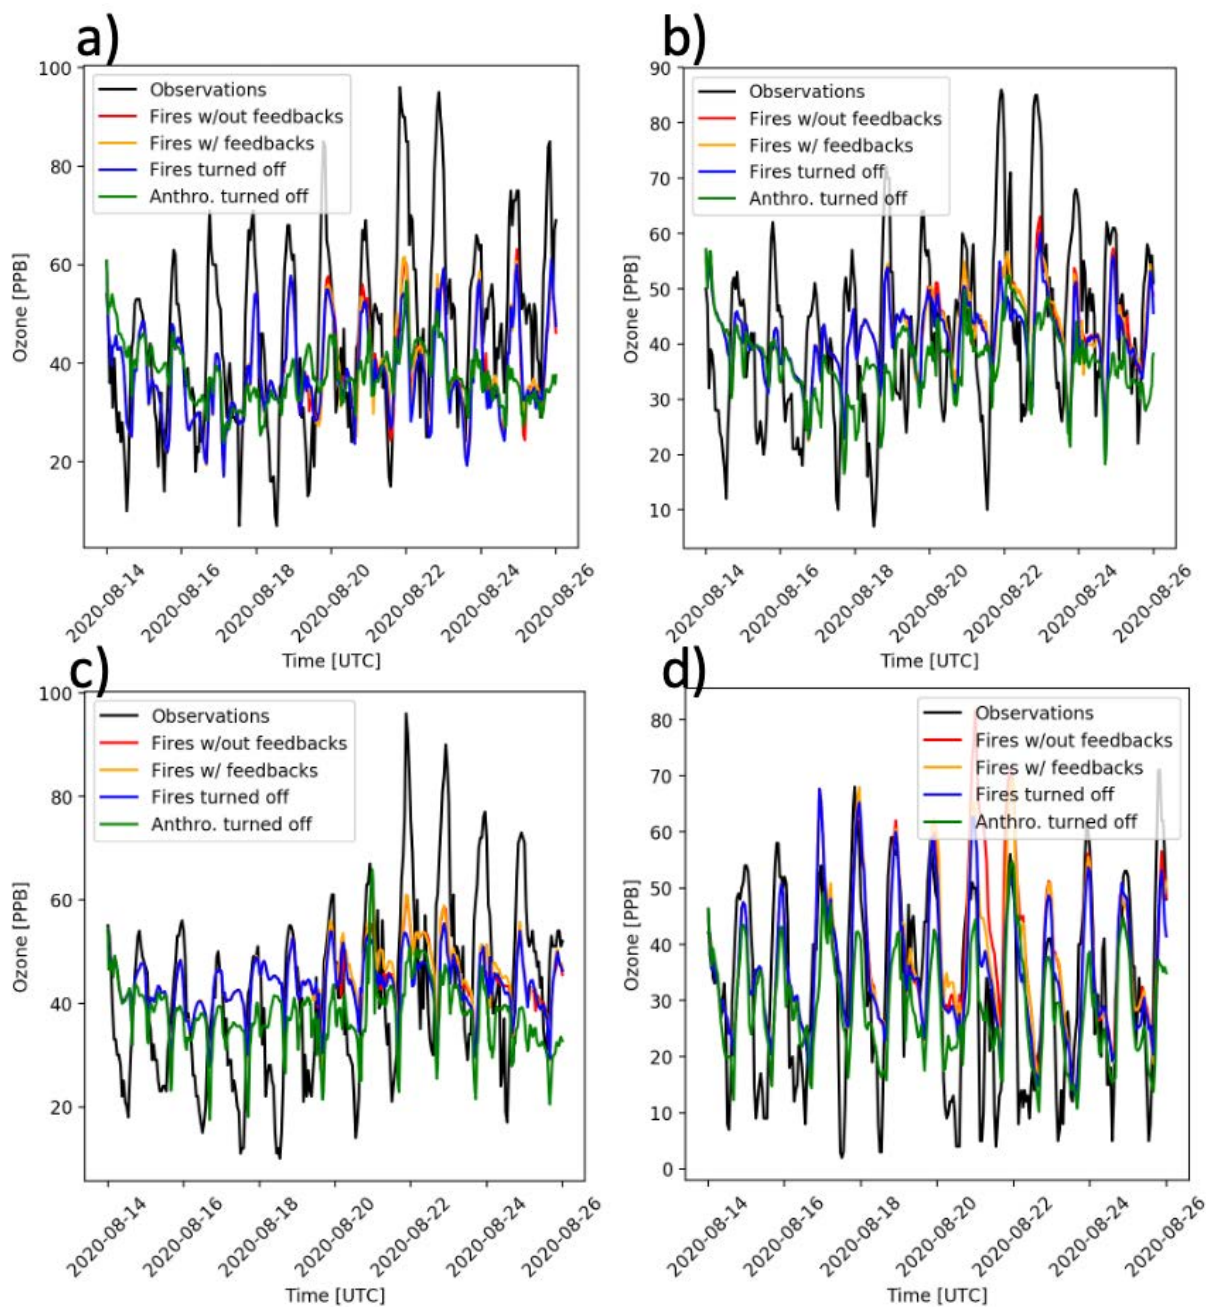 a)
100
80
60
40
20
Ozone [PPB]
Observations
Fires w/out feedbacks
Fires w/ feedbacks
Fires turned off
Anthro. turned off
2020-08-14
2020-08-16
2020-08-18
2020-08-20
2020-08-22
2020-08-24
2020-08-26
Time [UTC]
b)
90
80
70
60
50
40
30
20
10
Ozone [PPB]
Observations
Fires w/out feedbacks
Fires w/ feedbacks
Fires turned off
Anthro. turned off
2020-08-14
2020-08-16
2020-08-18
2020-08-20
2020-08-22
2020-08-24
2020-08-26
Time [UTC]
c)
100
80
60
40
20
Ozone [PPB]
Observations
Fires w/out feedbacks
Fires w/ feedbacks
Fires turned off
Anthro. turned off
2020-08-14
2020-08-16
2020-08-18
2020-08-20
2020-08-22
2020-08-24
2020-08-26
Time [UTC]
d)
80
70
60
50
40
30
20
10
0
Ozone [PPB]
Observations
Fires w/out feedbacks
Fires w/ feedbacks
Fires turned off
Anthro. turned off
2020-08-14
2020-08-16
2020-08-18
2020-08-20
2020-08-22
2020-08-24
2020-08-26
Time [UTC]